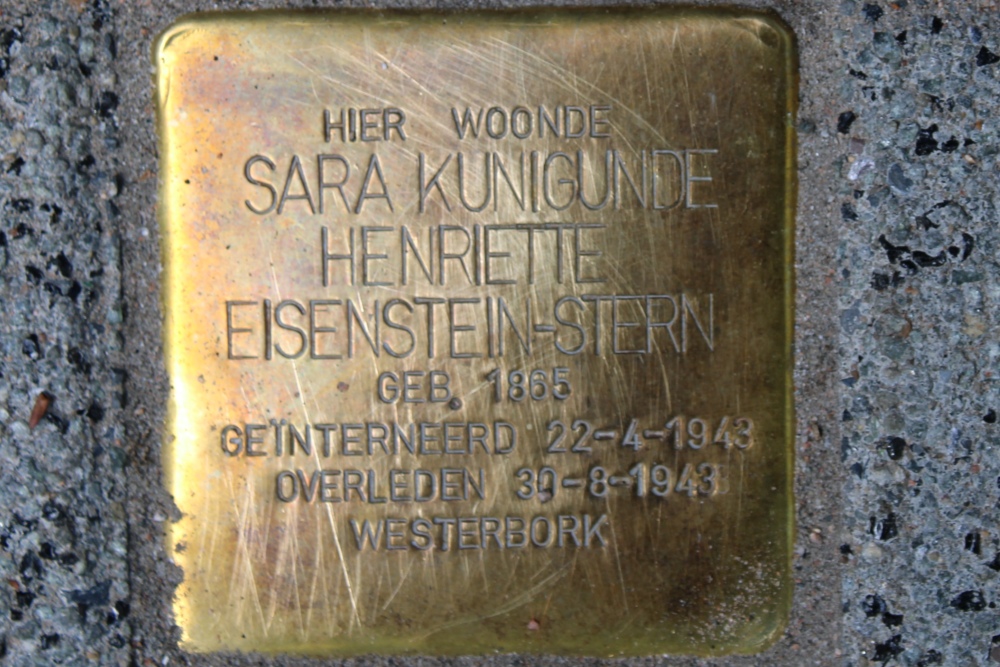 HIER WOONDE
SARA KUNIGUNDE
HENRIETTE
EISENSTEIN-STERN
GEB. 1865
GEÏNTERNEERD 22-4-1943
OVERLEDEN 30-8-1943
WESTERBORK